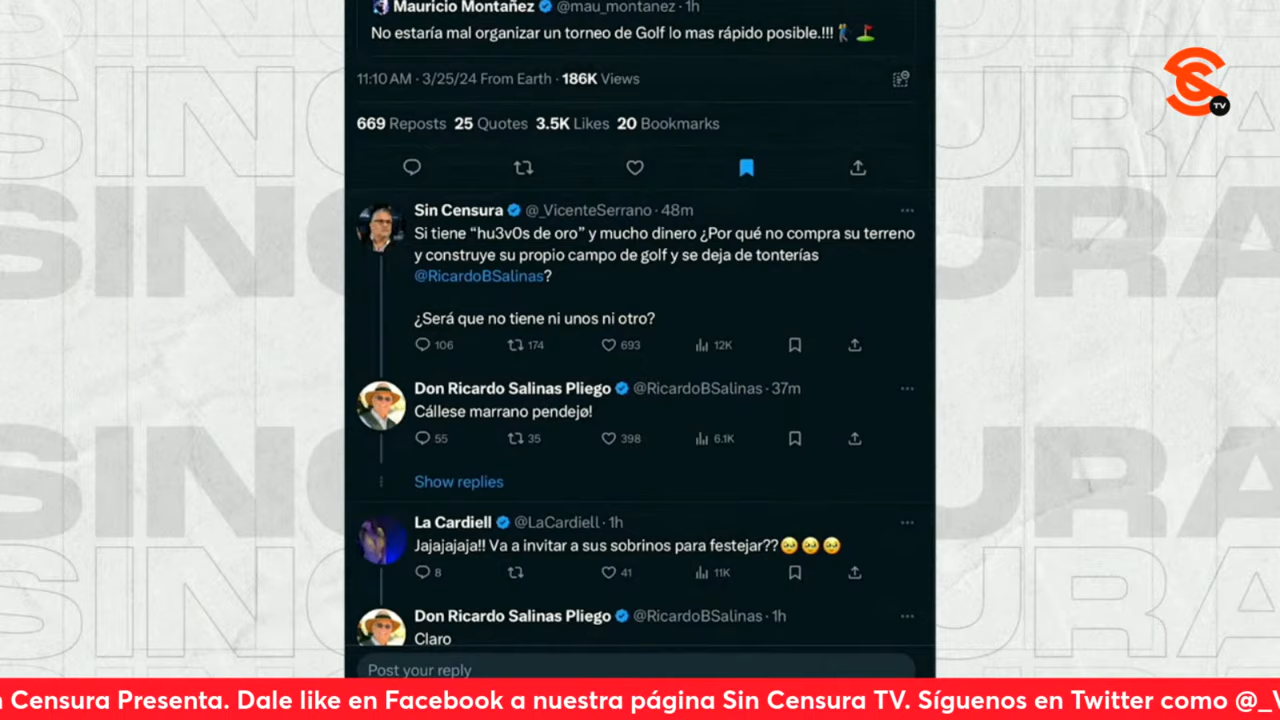 Mauricio Montañez @mau_montanez · 1h
No estaría mal organizar un torneo de Golf lo mas rápido posible.!!!
11:10 AM · 3/25/24 From Earth · 186K Views
669 Reposts 25 Quotes 3.5K Likes 20 Bookmarks
Sin Censura @_VicenteSerrano · 48m
Si tiene “hu3v0s de oro” y mucho dinero ¿Por qué no compra su terreno
y construye su propio campo de golf y se deja de tonterías
@RicardoBSalinas?
¿Será que no tiene ni unos ni otro?
106 174 693 12K
Don Ricardo Salinas Pliego @RicardoBSalinas · 37m
Cállese marrano pendejø!
55 35 398 6.1K
Show replies
La Cardiell @LaCardiell · 1h
Jajajajaja!! Va a invitar a sus sobrinos para festejar??
8 41 11K
Don Ricardo Salinas Pliego @RicardoBSalinas · 1h
Claro
Post your reply
TV
n Censura Presenta. Dale like en Facebook a nuestra página Sin Censura TV. Síguenos en Twitter como @_V